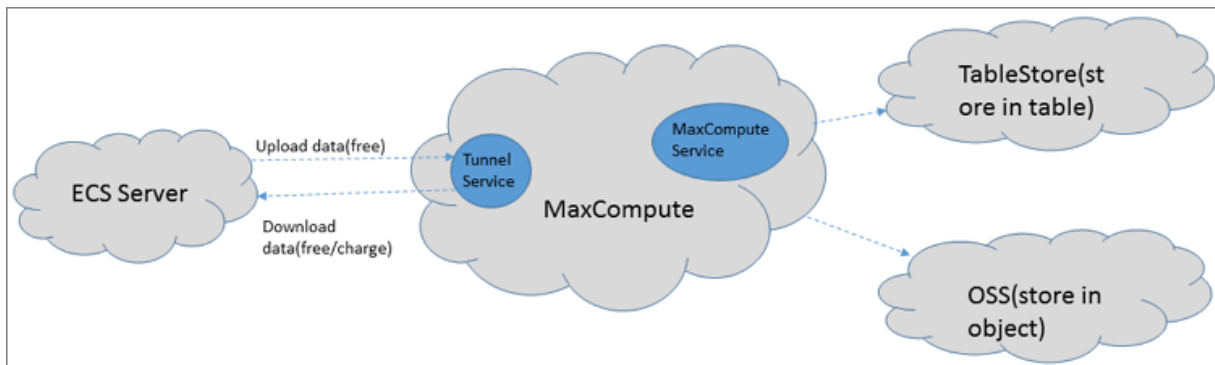 ECS Server
Upload data(free)
Download
data(free/charge)
Tunnel
Service
MaxCompute
Service
MaxCompute
TableStore(st
ore in table)
OSS(store in
object)